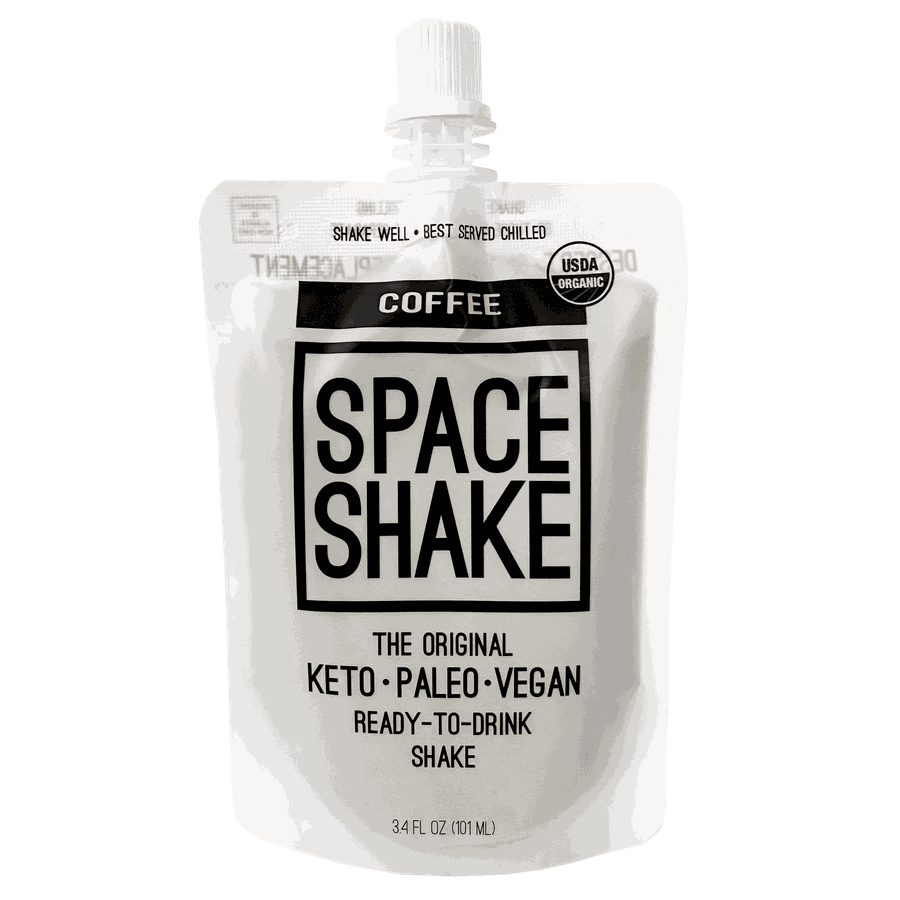 SHAKE WELL • BEST SERVED CHILLED
USDA
ORGANIC
COFFEE
SPACE
SHAKE
THE ORIGINAL
KETO • PALEO • VEGAN
READY-TO-DRINK
SHAKE
3.4 FL OZ (101 ML)